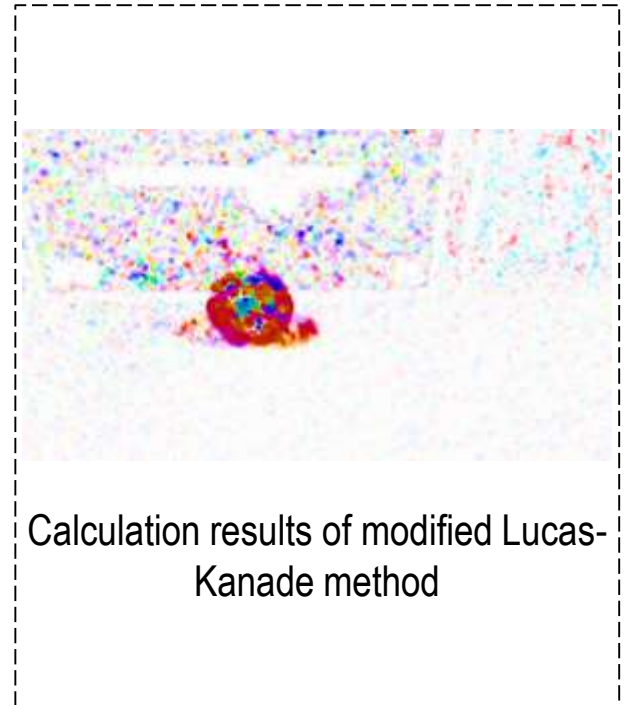 Calculation results of modified Lucas-
Kanade method